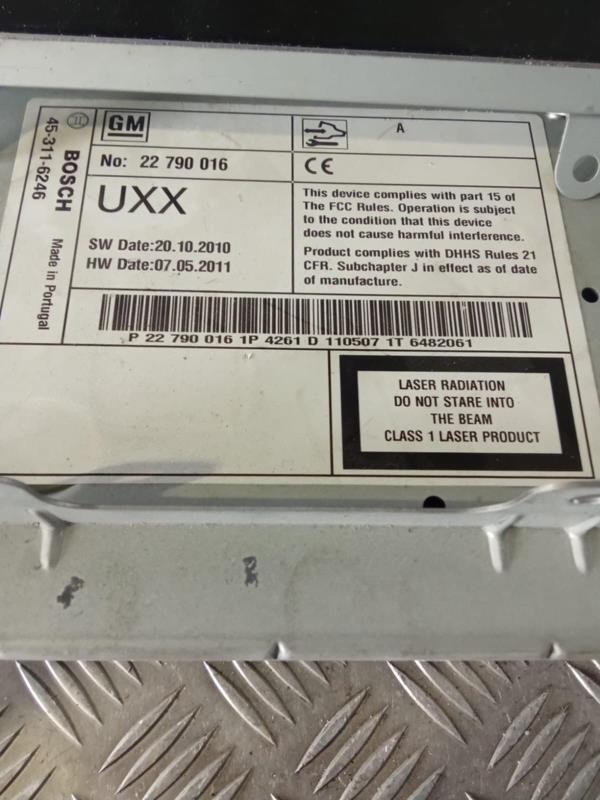 BOSCH
45-311-6246
Made in Portugal
GM
No: 22 790 016
UXX
SW Date:20.10.2010
HW Date:07.05.2011
A
CE
This device complies with part 15 of
The FCC Rules. Operation is subject
to the condition that this device
does not cause harmful interference.
Product complies with DHHS Rules 21
CFR. Subchapter J in effect as of date
of manufacture.
P 22 790 016 1P 4261 D 110507 1T 6482061
LASER RADIATION
DO NOT STARE INTO
THE BEAM
CLASS 1 LASER PRODUCT